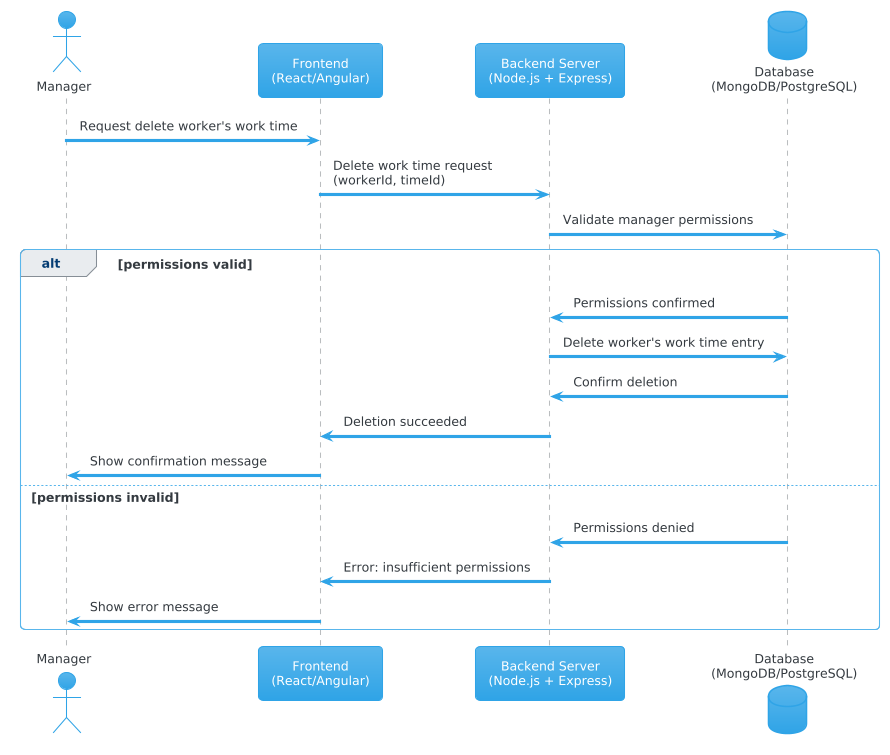 Manager
Frontend
(React/Angular)
Backend Server
(Node.js + Express)
Database
(MongoDB/PostgreSQL)
Request delete worker's work time
Delete work time request
(workerId, timeId)
Validate manager permissions
alt
[permissions valid]
Permissions confirmed
Delete worker's work time entry
Confirm deletion
Deletion succeeded
Show confirmation message
[permissions invalid]
Permissions denied
Error: insufficient permissions
Show error message
Manager
Frontend
(React/Angular)
Backend Server
(Node.js + Express)
Database
(MongoDB/PostgreSQL)